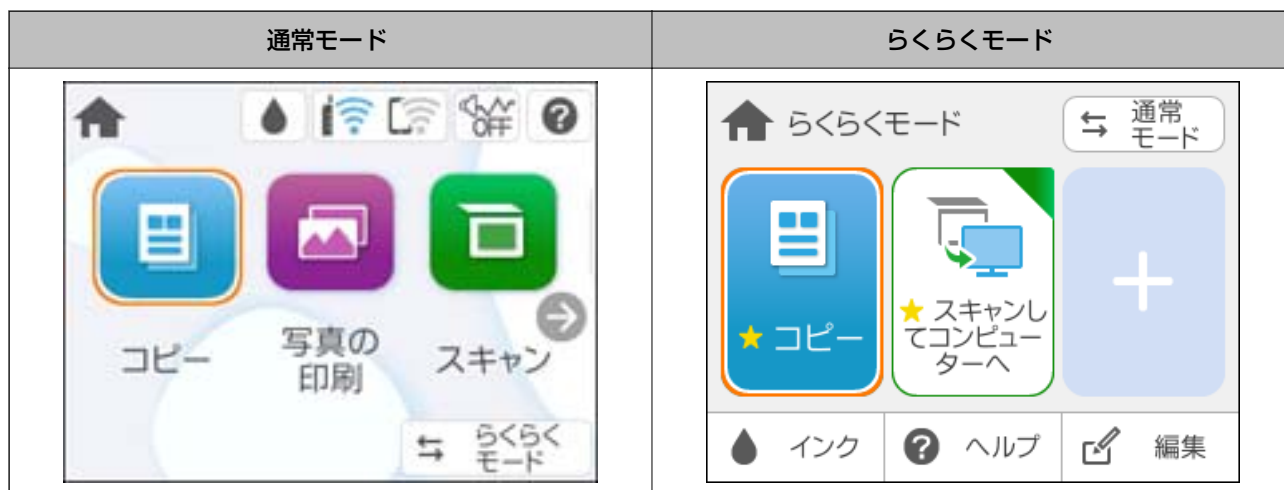 通常モード
らくらくモード
OFF
?
コピー
写真の
印刷
スキャン
らくらく
モード
らくらくモード
通常
モード
コピー
スキャンし
てコンピュー
ターへ
インク
? ヘルプ
編集